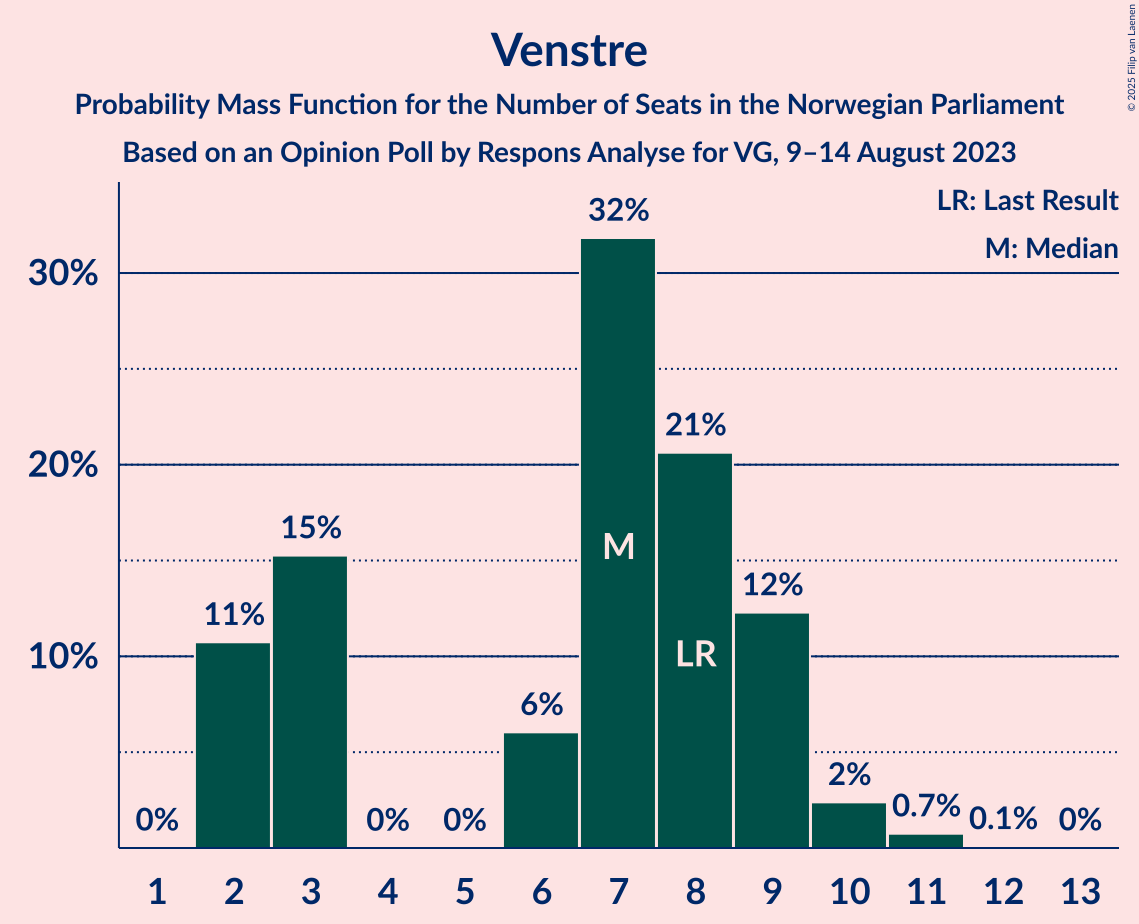 Venstre
Probability Mass Function for the Number of Seats in the Norwegian Parliament
Based on an Opinion Poll by Respons Analyse for VG, 9–14 August 2023
© 2025 Filip van Laenen
LR: Last Result
M: Median
30%
20%
10%
0%
11%
15%
0%
0%
6%
32%
21%
12%
2%
0.7%
0.1%
0%
M
LR
1 2 3 4 5 6 7 8 9 10 11 12 13